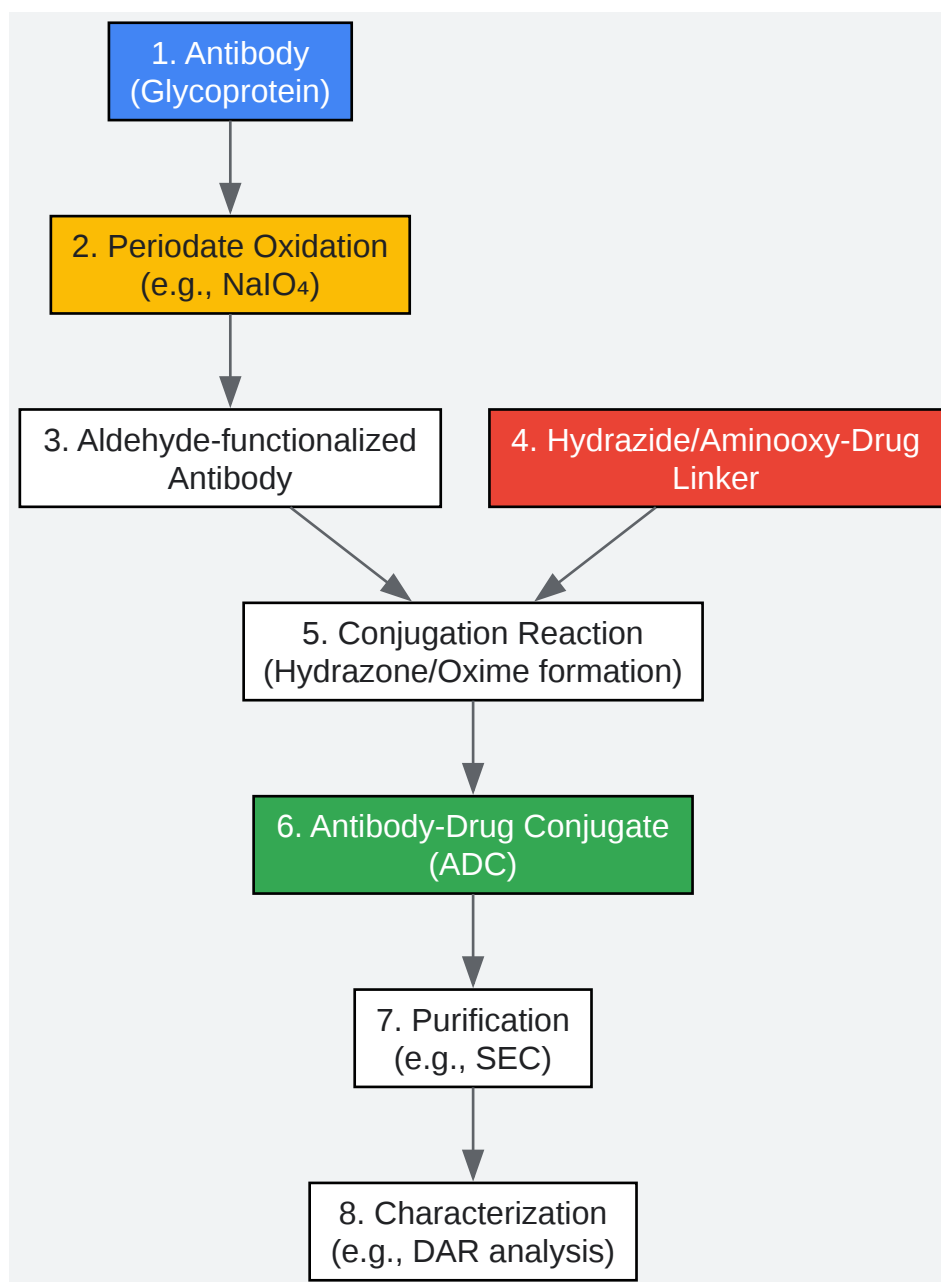 1. Antibody
(Glycoprotein)
2. Periodate Oxidation
(e.g., NaIO₄)
3. Aldehyde-functionalized
Antibody
4. Hydrazide/Aminooxy-Drug
Linker
5. Conjugation Reaction
(Hydrazone/Oxime formation)
6. Antibody-Drug Conjugate
(ADC)
7. Purification
(e.g., SEC)
8. Characterization
(e.g., DAR analysis)